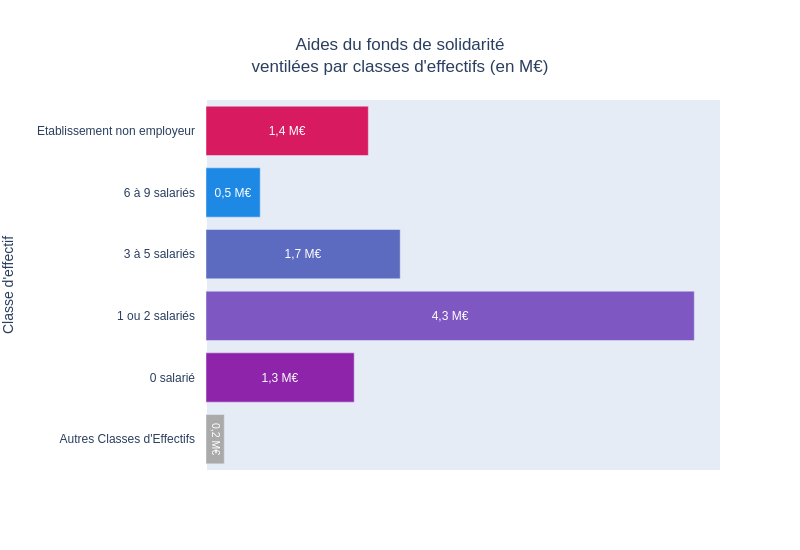 Aides du fonds de solidarité
ventilées par classes d'effectifs (en M€)
Classe d'effectif
Etablissement non employeur
1,4 M€
6 à 9 salariés
0,5 M€
3 à 5 salariés
1,7 M€
1 ou 2 salariés
4,3 M€
0 salarié
1,3 M€
Autres Classes d'Effectifs
0,2 M€